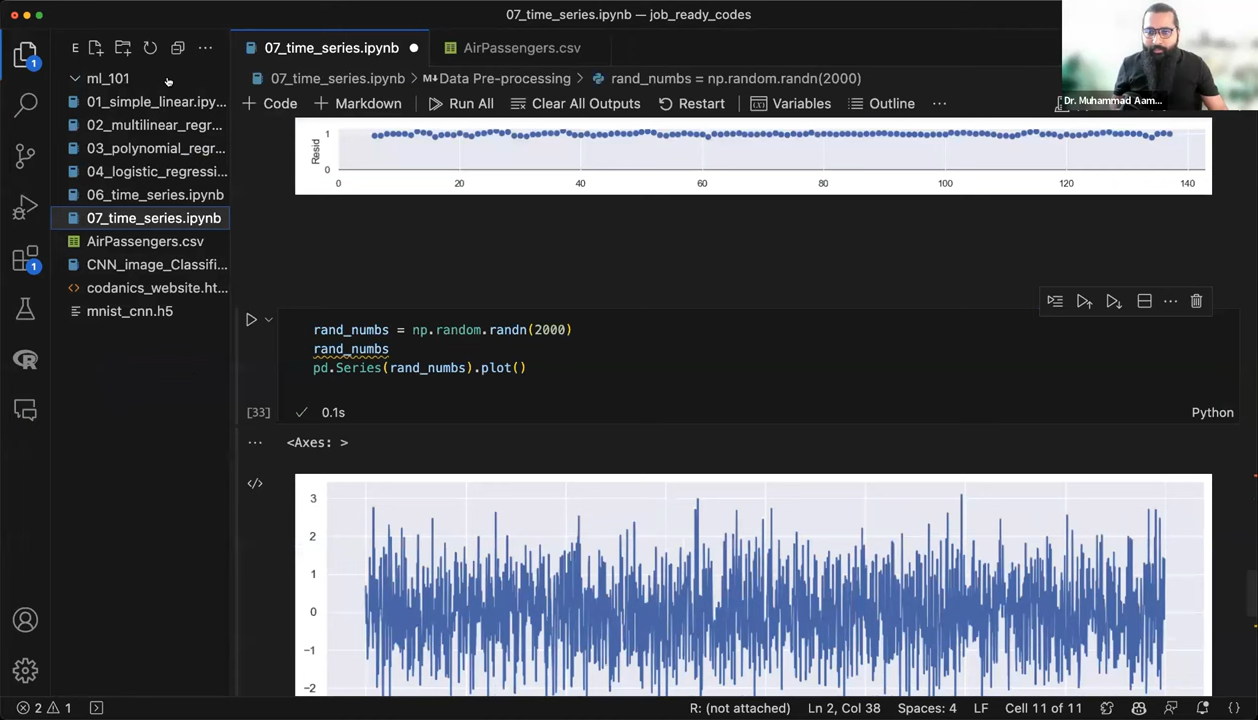 07_time_series.ipynb — job_ready_codes
1
E
07_time_series.ipynb
AirPassengers.csv
ml_101
07_time_series.ipynb > M↓Data Pre-processing > rand_numbs = np.random.randn(2000)
01_simple_linear.ipy...
+ Code + Markdown Run All Clear All Outputs Restart Variables Outline ...
Dr. Muhammad Aam...
02_multilinear_regr...
03_polynomial_regr...
04_logistic_regressi...
06_time_series.ipynb
07_time_series.ipynb
AirPassengers.csv
CNN_image_Classifi...
codanics_website.ht...
mnist_cnn.h5
1
R
Resid
1
0
0 20 40 60 80 100 120 140
rand_numbs = np.random.randn(2000)
rand_numbs
pd.Series(rand_numbs).plot()
[33] 0.1s Python
<Axes: >
3
2
1
0
−1
−2
2 1 R: (not attached) Ln 2, Col 38 Spaces: 4 LF Cell 11 of 11